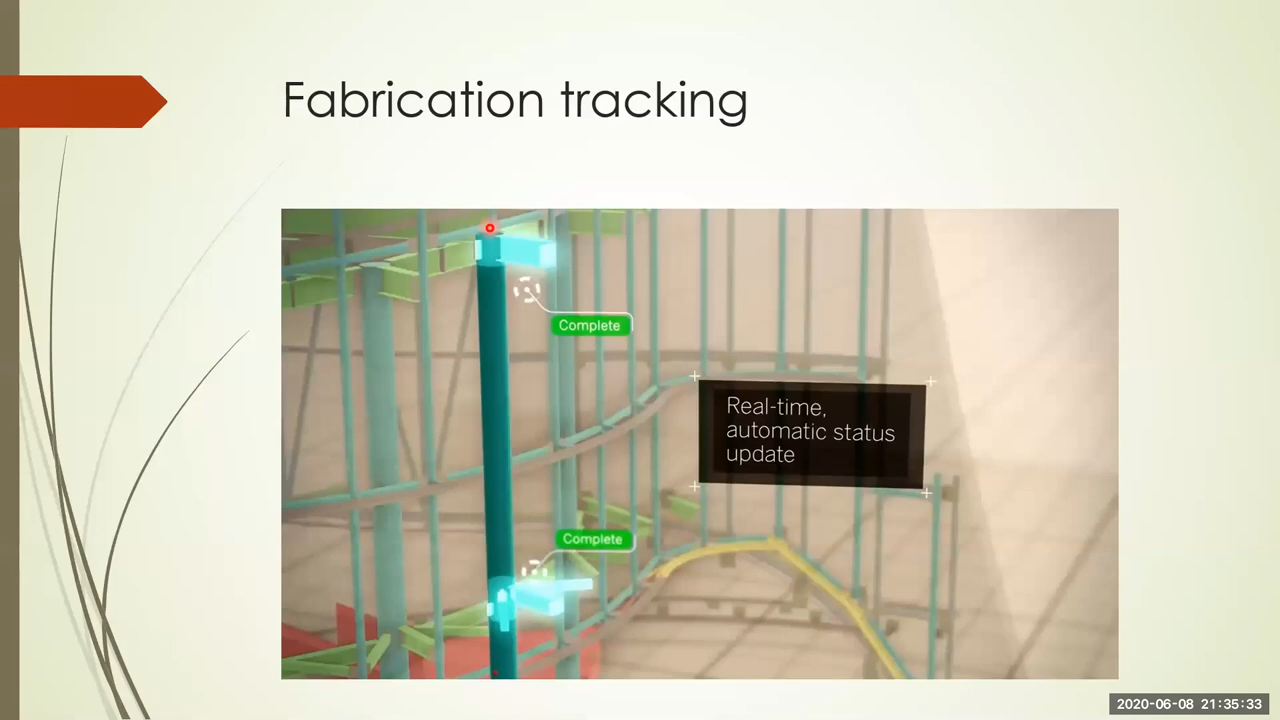 Fabrication tracking
Complete
Real-time,
automatic status
update
Complete
2020-06-08 21:35:33